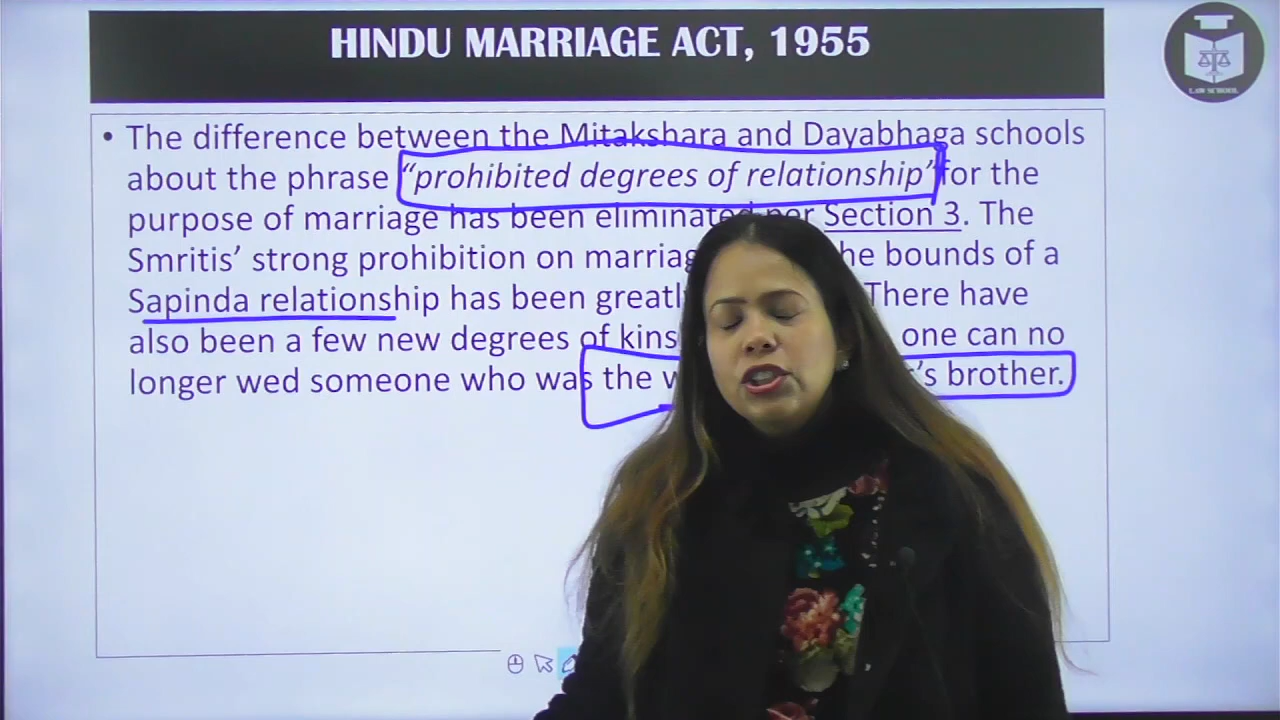 HINDU MARRIAGE ACT, 1955
LAW SCHOOL
• The difference between the Mitakshara and Dayabhaga schools
about the phrase “prohibited degrees of relationship” for the
purpose of marriage has been eliminated per Section 3. The
Smritis’ strong prohibition on marriag he bounds of a
Sapinda relationship has been greatl There have
also been a few new degrees of kins one can no
longer wed someone who was the w ’s brother.